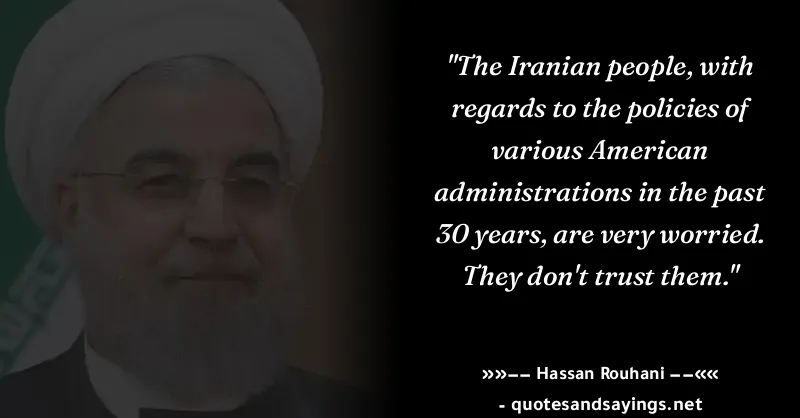 "The Iranian people, with
regards to the policies of
various American
administrations in the past
30 years, are very worried.
They don't trust them."
»»−− Hassan Rouhani −−««
- quotesandsayings.net